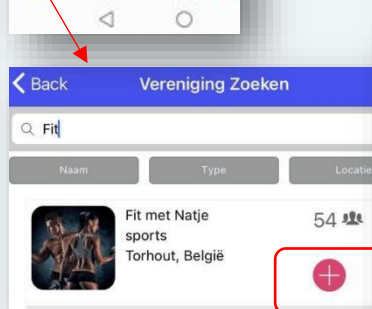 Back Vereniging Zoeken
Fit
Naam Type Locatie
Fit met Natje
sports
Torhout, België
54